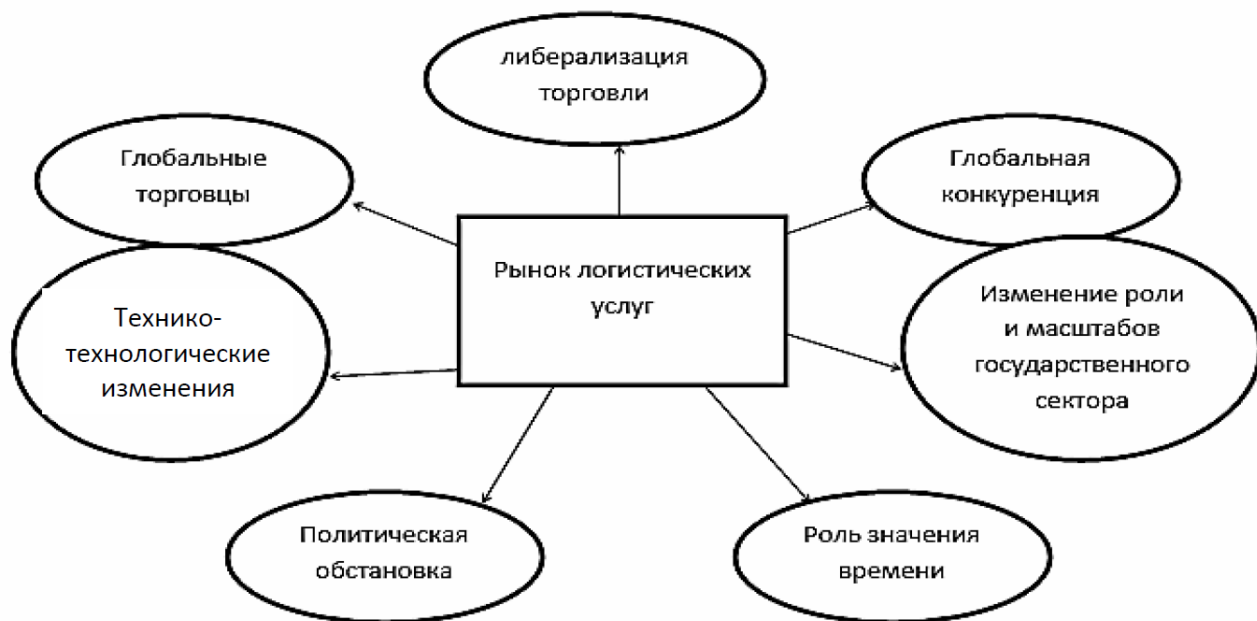 либерализация
торговли
Глобальные
торговцы
Глобальная
конкуренция
Рынок логистических
услуг
Технико-
технологические
изменения
Изменение роли
и масштабов
государственного
сектора
Политическая
обстановка
Роль значения
времени